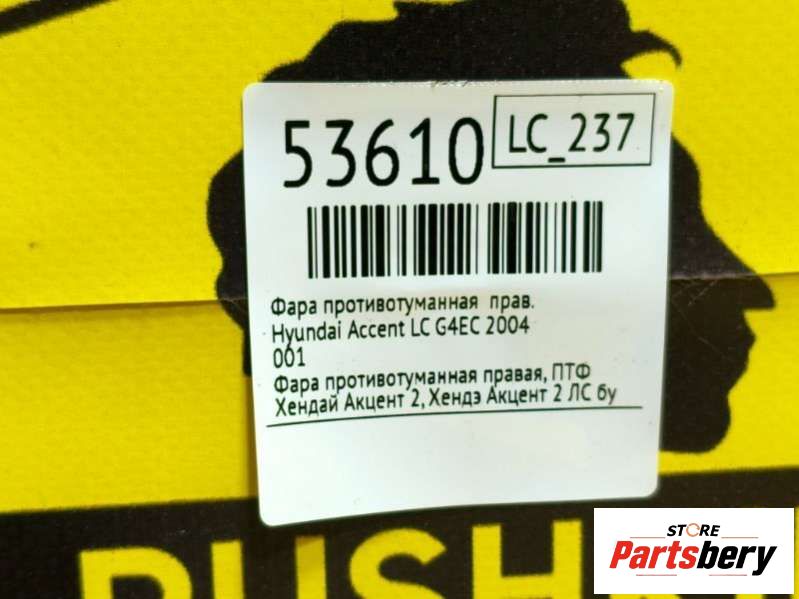 53610
LC_237
Фара противотуманная прав.
Hyundai Accent LC G4EC 2004
001
Фара противотуманная правая, ПТФ
Хендай Акцент 2, Хендэ Акцент 2 ЛС бу
STORE
Partsbery